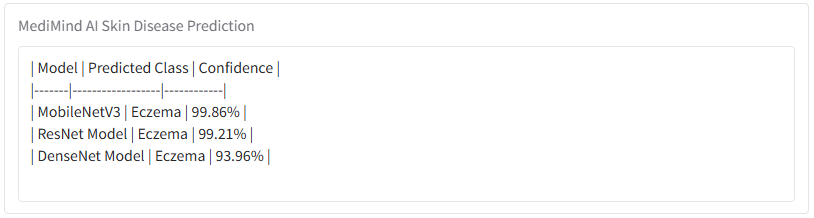 MediMind AI Skin Disease Prediction
| Model | Predicted Class | Confidence |
|-------|------------------|------------|
| MobileNetV3 | Eczema | 99.86% |
| ResNet Model | Eczema | 99.21% |
| DenseNet Model | Eczema | 93.96% |